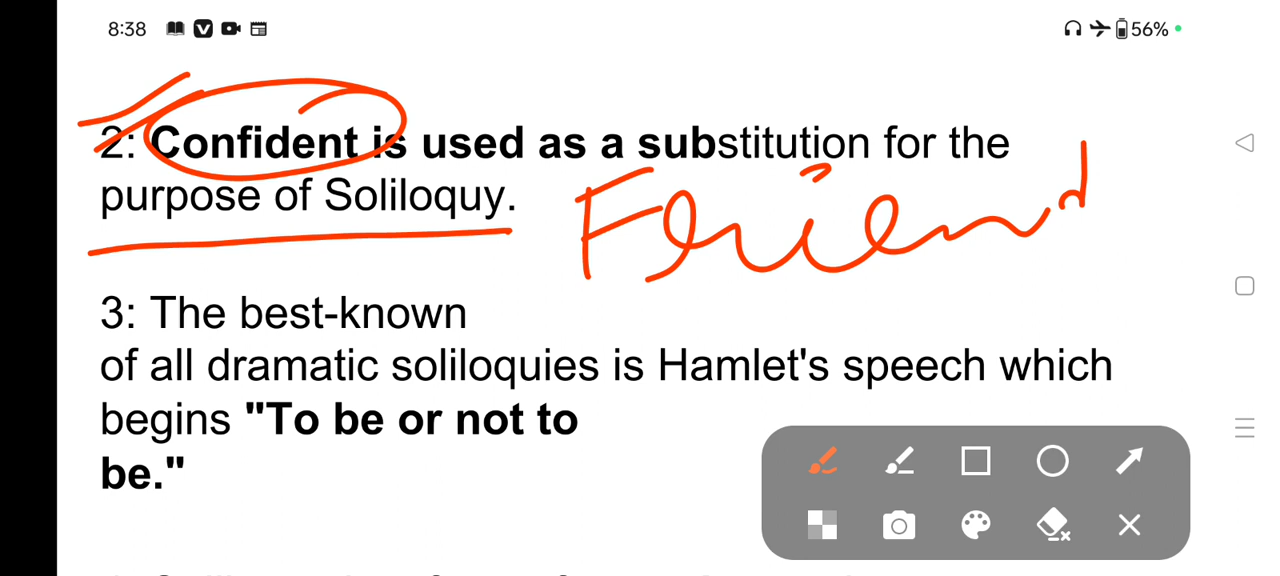 8:38 56%
2: Confident is used as a substitution for the
purpose of Soliloquy.
Feriend
3: The best-known
of all dramatic soliloquies is Hamlet's speech which
begins "To be or not to
be."